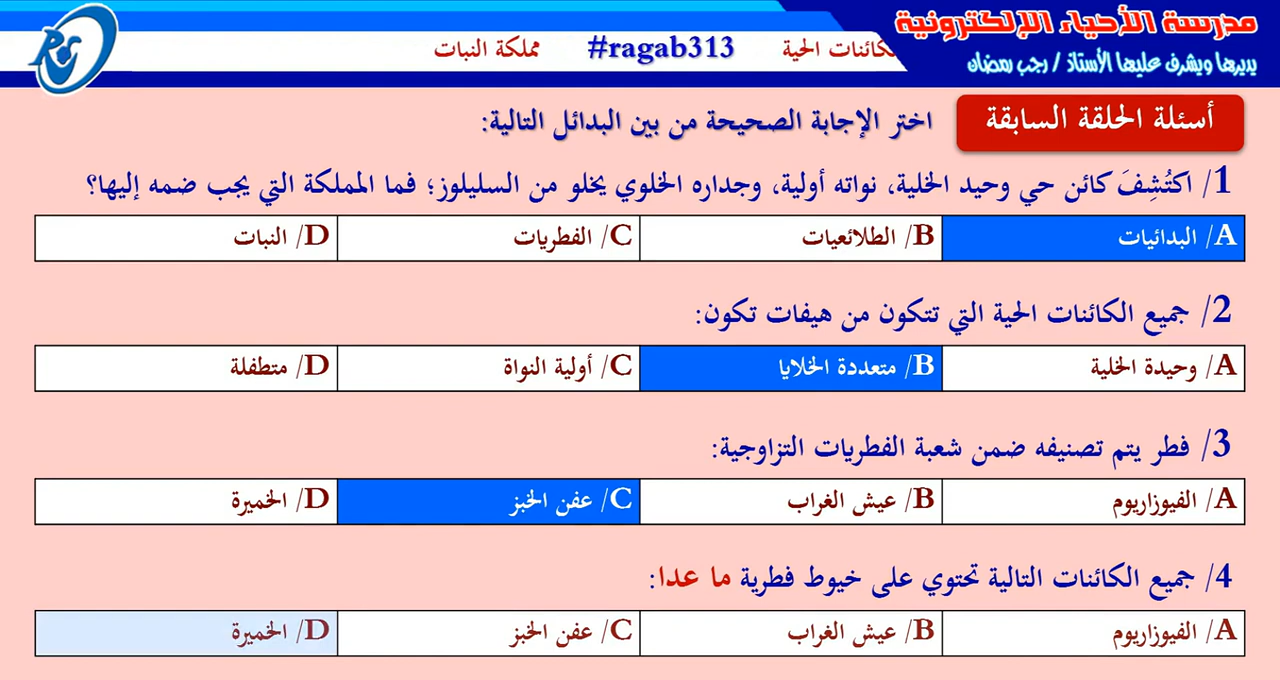 مدرسة الأحياء الإلكترونية
يديرها ويشرف عليها الأستاذ / رجب رمضان
الكائنات الحية #ragab313 مملكة النبات
أسئلة الحلقة السابقة اختر الإجابة الصحيحة من بين البدائل التالية:
1/ اكتُشِفَ كائن حي وحيد الخلية، نواته أولية، وجداره الخلوي يخلو من السليلوز؛ فما المملكة التي يجب ضمه إليها؟
A/ البدائيات B/ الطلائعيات C/ الفطريات D/ النبات
2/ جميع الكائنات الحية التي تتكون من هيفات تكون:
A/ وحيدة الخلية B/ متعددة الخلايا C/ أولية النواة D/ متطفلة
3/ فطر يتم تصنيفه ضمن شعبة الفطريات التزاوجية:
A/ الفيوزاريوم B/ عيش الغراب C/ عفن الخبز D/ الخميرة
4/ جميع الكائنات التالية تحتوي على خيوط فطرية ما عدا:
A/ الفيوزاريوم B/ عيش الغراب C/ عفن الخبز D/ الخميرة